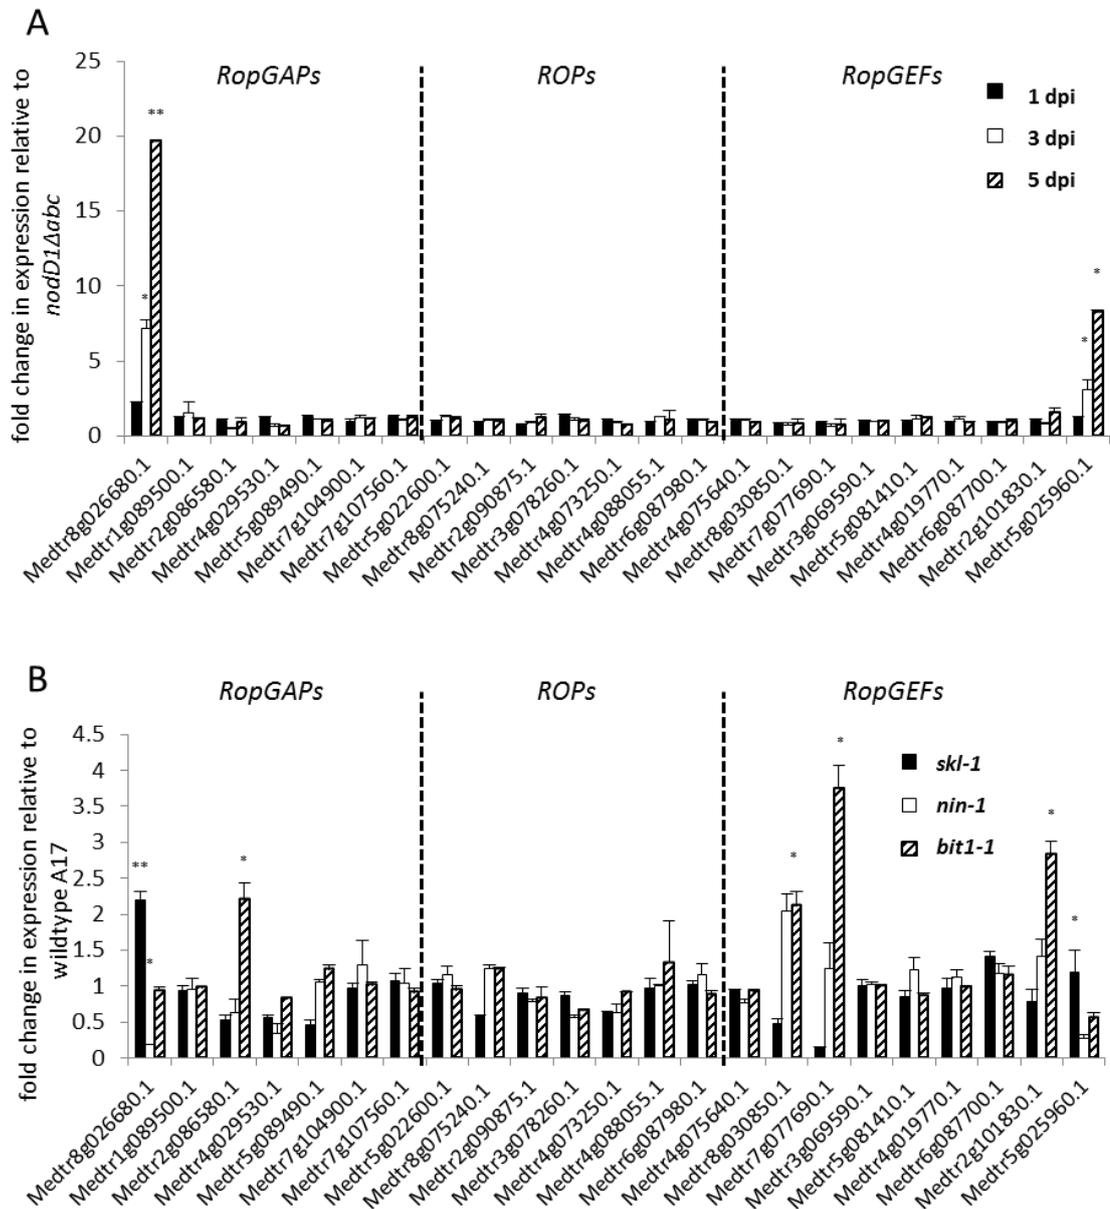 A
RopGAPs
ROPs
RopGEFs
fold change in expression relative to
nodD1Δabc
25
20
15
10
5
0
1 dpi
3 dpi
5 dpi
*
**
*
*
Medtr8g026680.1
Medtr1g089500.1
Medtr2g086580.1
Medtr4g029530.1
Medtr5g089490.1
Medtr7g104900.1
Medtr7g107560.1
Medtr5g022600.1
Medtr8g075240.1
Medtr2g090875.1
Medtr3g078260.1
Medtr4g073250.1
Medtr4g088055.1
Medtr6g087980.1
Medtr4g075640.1
Medtr8g030850.1
Medtr7g077690.1
Medtr3g069590.1
Medtr5g081410.1
Medtr4g019770.1
Medtr6g087700.1
Medtr2g101830.1
Medtr5g025960.1
B
RopGAPs
ROPs
RopGEFs
fold change in expression relative to
wildtype A17
4.5
4
3.5
3
2.5
2
1.5
1
0.5
0
skl-1
nin-1
bit1-1
**
*
*
*
*
*
*
Medtr8g026680.1
Medtr1g089500.1
Medtr2g086580.1
Medtr4g029530.1
Medtr5g089490.1
Medtr7g104900.1
Medtr7g107560.1
Medtr5g022600.1
Medtr8g075240.1
Medtr2g090875.1
Medtr3g078260.1
Medtr4g073250.1
Medtr4g088055.1
Medtr6g087980.1
Medtr4g075640.1
Medtr8g030850.1
Medtr7g077690.1
Medtr3g069590.1
Medtr5g081410.1
Medtr4g019770.1
Medtr6g087700.1
Medtr2g101830.1
Medtr5g025960.1